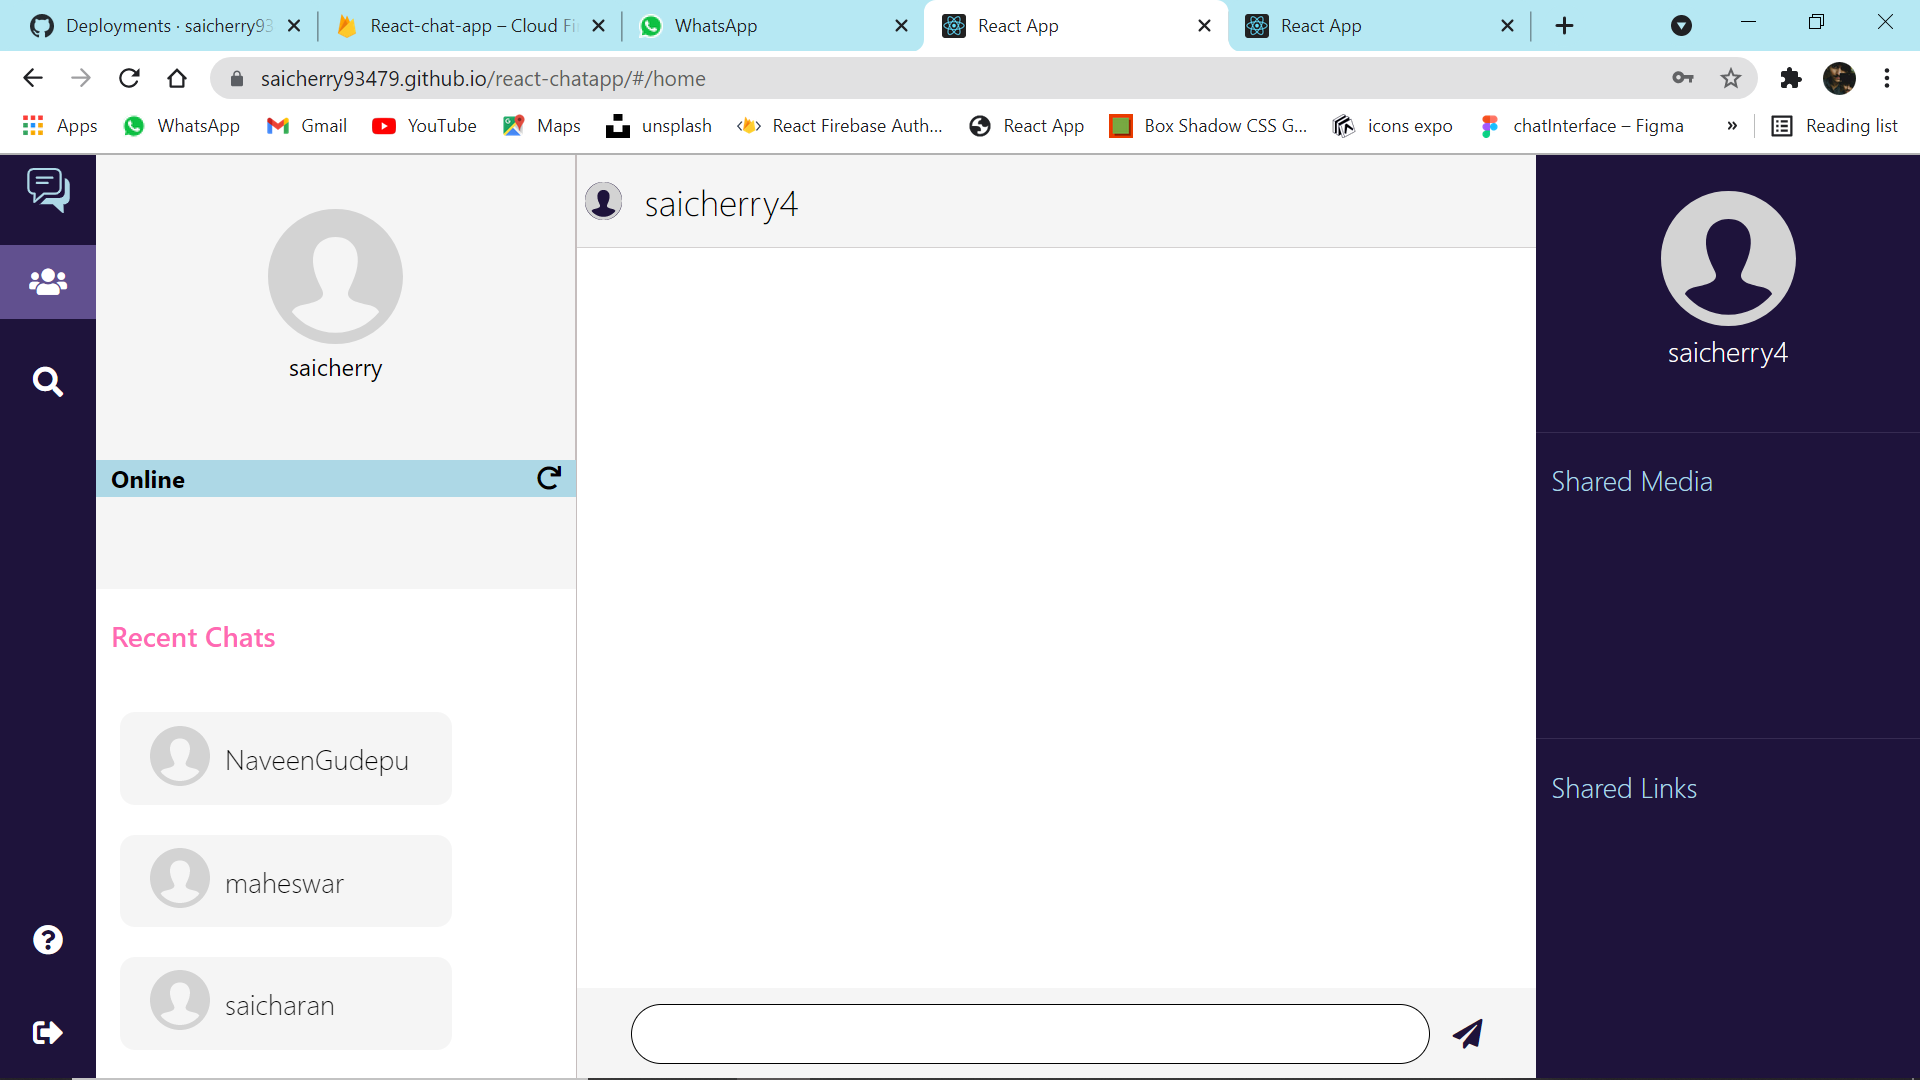 Deployments · saicherry93
React-chat-app – Cloud Fi
WhatsApp
React App
React App
saicherry93479.github.io/react-chatapp/#/home
Apps
WhatsApp
Gmail
YouTube
Maps
unsplash
React Firebase Auth...
React App
Box Shadow CSS G...
icons expo
chatInterface – Figma
»
Reading list
saicherry
Online
Recent Chats
NaveenGudepu
maheswar
saicharan
saicherry4
saicherry4
Shared Media
Shared Links